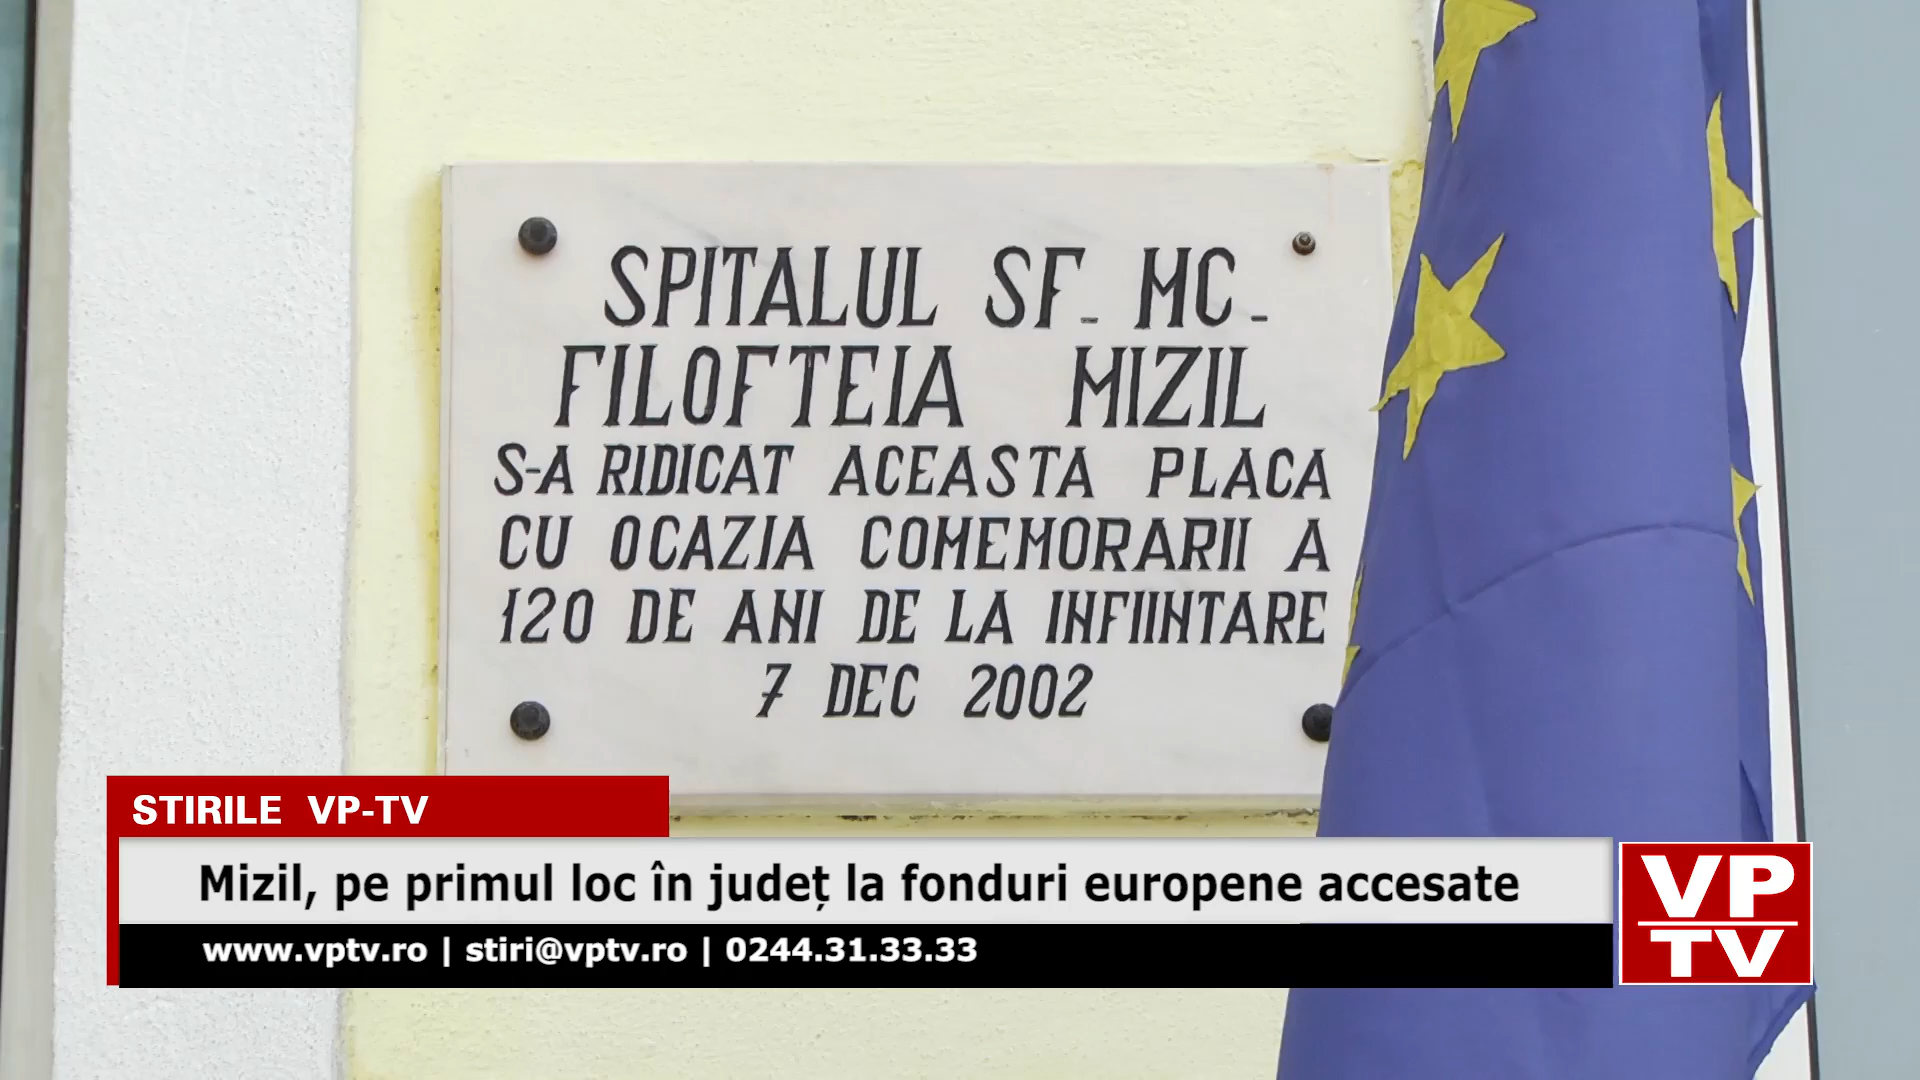 SPITALUL SF. MC.
FILOFTEIA MIZIL
S-A RIDICAT ACEASTA PLACA
CU OCAZIA COMEMORARII A
120 DE ANI DE LA INFIINTARE
7 DEC 2002
STIRILE VP-TV
Mizil, pe primul loc în județ la fonduri europene accesate
www.vptv.ro | stiri@vptv.ro | 0244.31.33.33
VP
TV